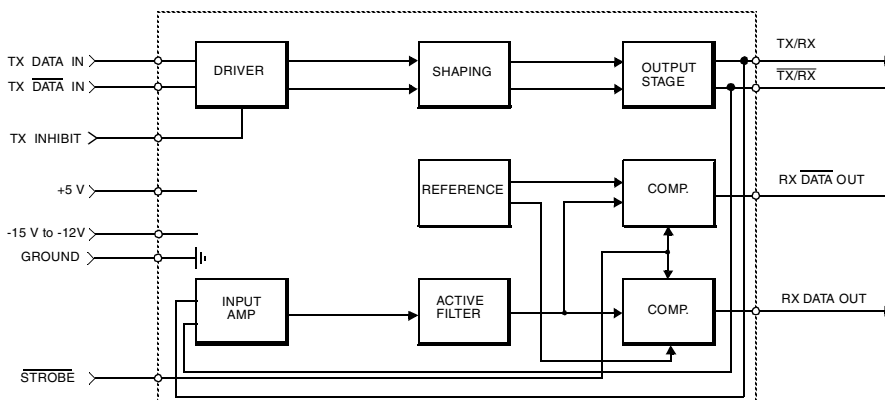 TX/RX
TX DATA IN
DRIVER
SHAPING
OUTPUT
STAGE
TX/RX
TX DATA IN
TX INHIBIT
+5 V
REFERENCE
COMP.
RX DATA OUT
-15 V to -12V
GROUND
INPUT
AMP
ACTIVE
FILTER
COMP.
RX DATA OUT
STROBE